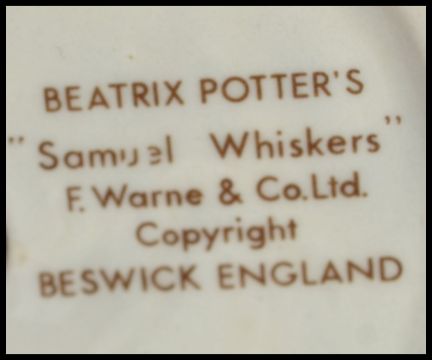 BEATRIX POTTER'S
"Samuel Whiskers"
F. Warne & Co.Ltd.
Copyright
BESWICK ENGLAND